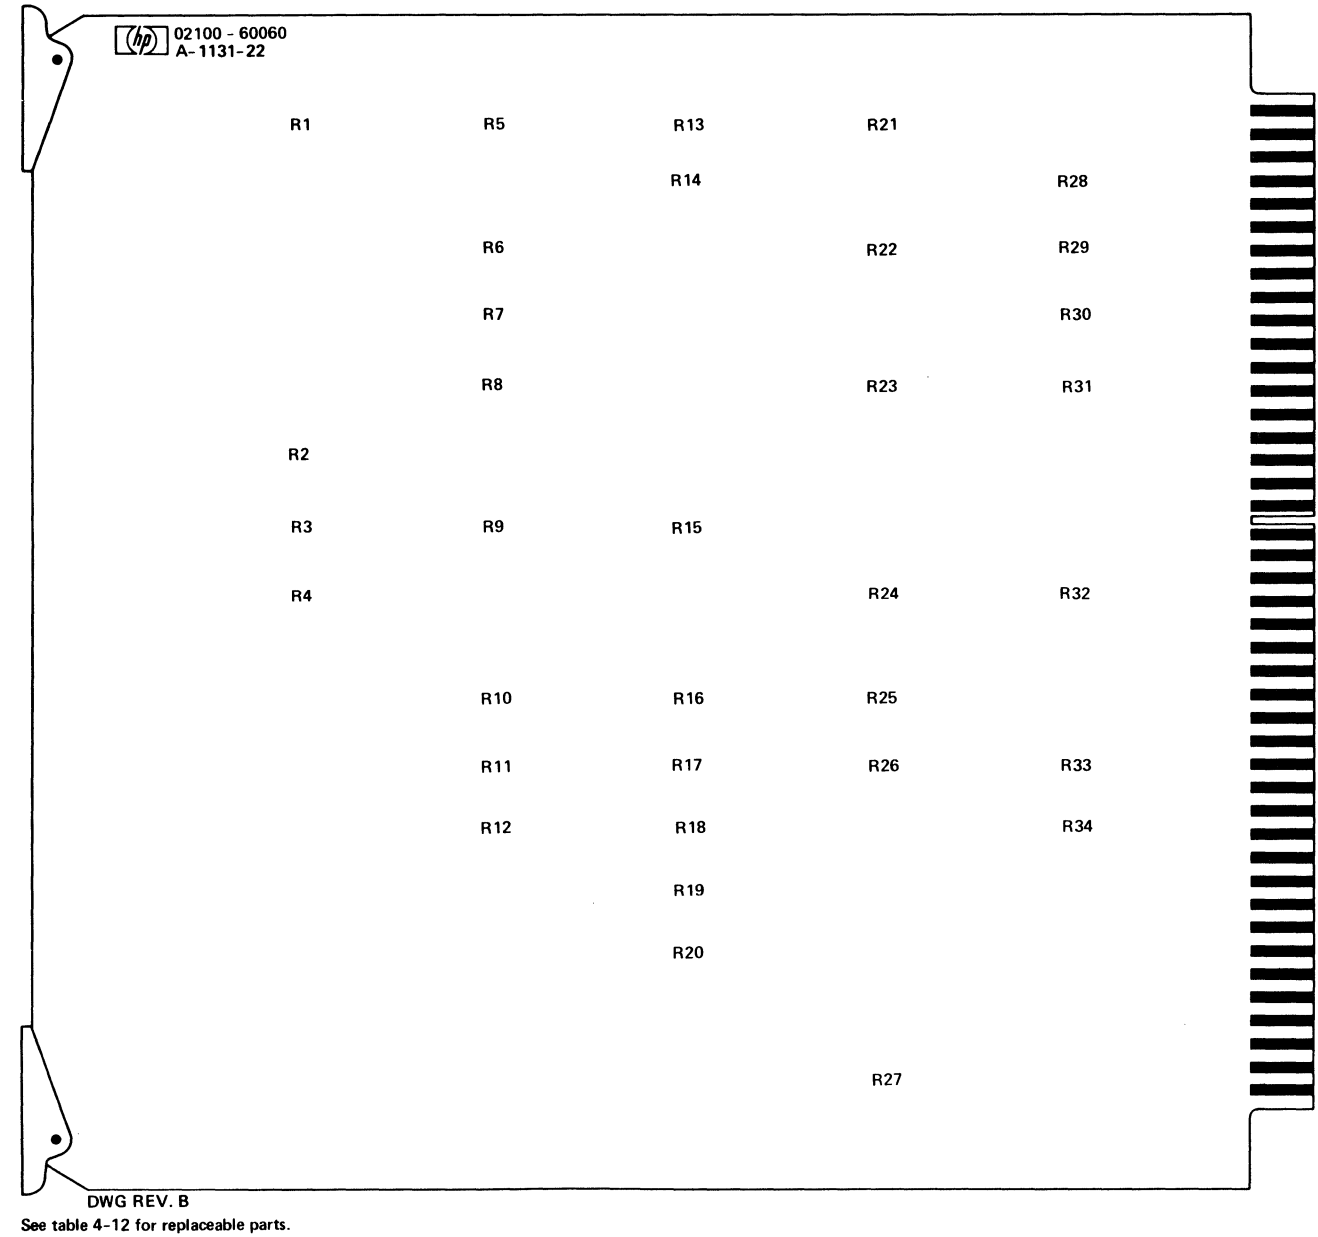 hp 02100 - 60060
A-1131-22
R1 R5 R13 R21
R14 R28
R6 R22 R29
R7 R30
R8 R23 R31
R2
R3 R9 R15
R4 R24 R32
R10 R16 R25
R11 R17 R26 R33
R12 R18 R34
R19
R20
R27
DWG REV. B
See table 4-12 for replaceable parts.